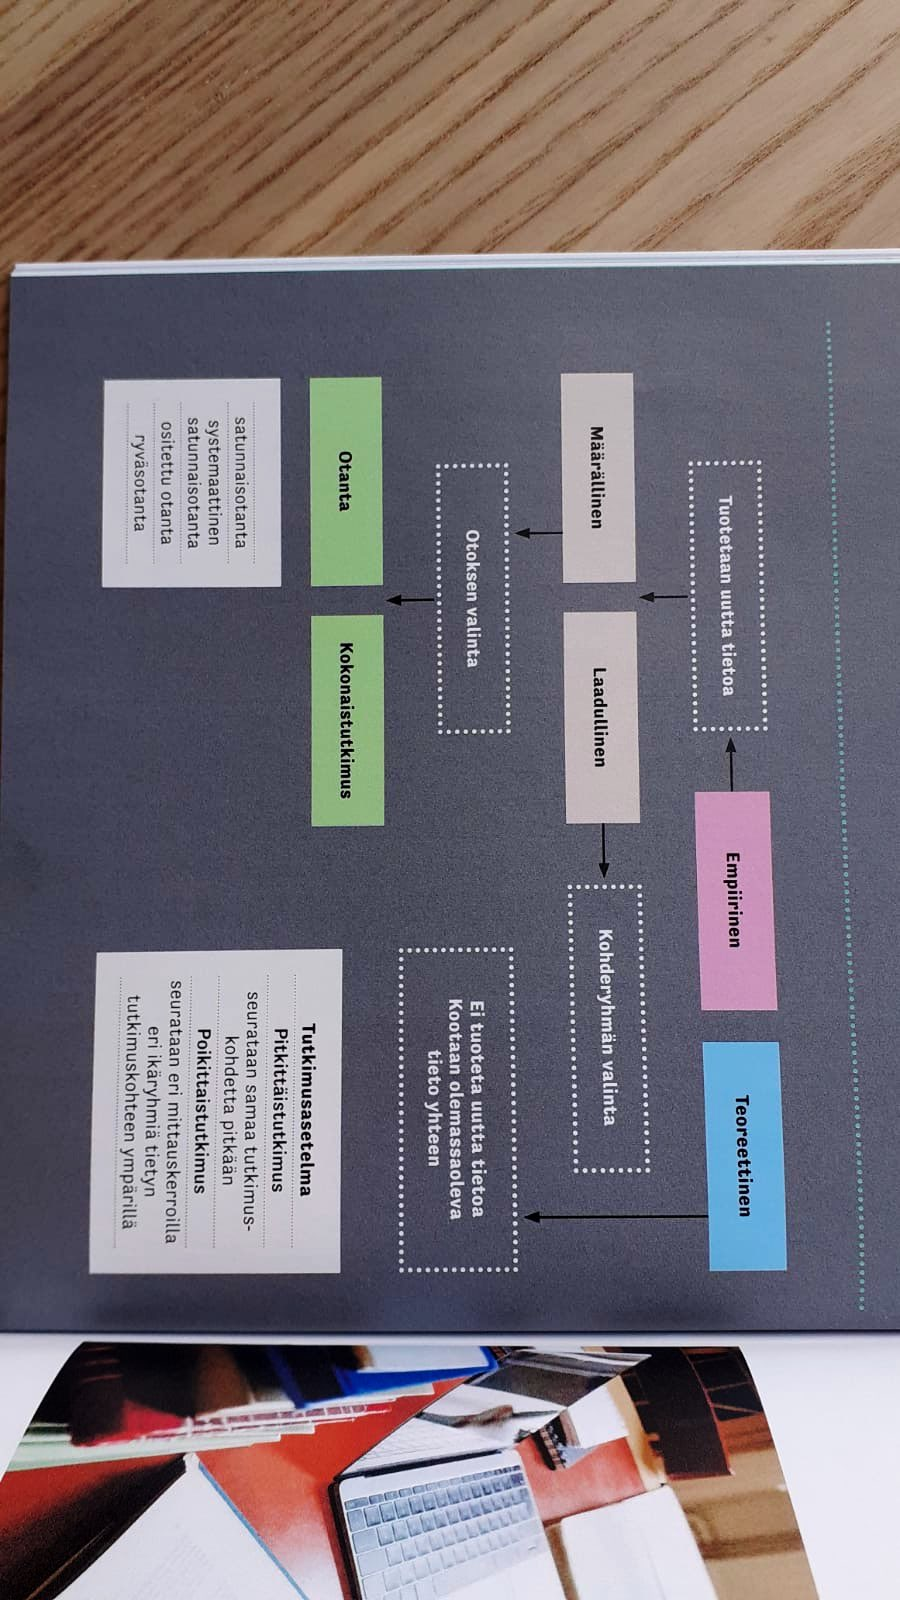 Empiirinen
Teoreettinen
Tuotetaan uutta tietoa
Määrällinen
Laadullinen
Kohderyhmän valinta
Otoksen valinta
Ei tuoteta uutta tietoa
Kootaan olemassaoleva
tieto yhteen
Otanta
Kokonaistutkimus
satunnaisotanta
systemaattinen
satunnaisotanta
ositettu otanta
ryväsotanta
Tutkimusasetelma
Pitkittäistutkimus
seurataan samaa tutkimus-
kohdetta pitkään
Poikittaistutkimus
seurataan eri mittauskerroilla
eri ikäryhmiä tietyn
tutkimuskohteen ympärillä